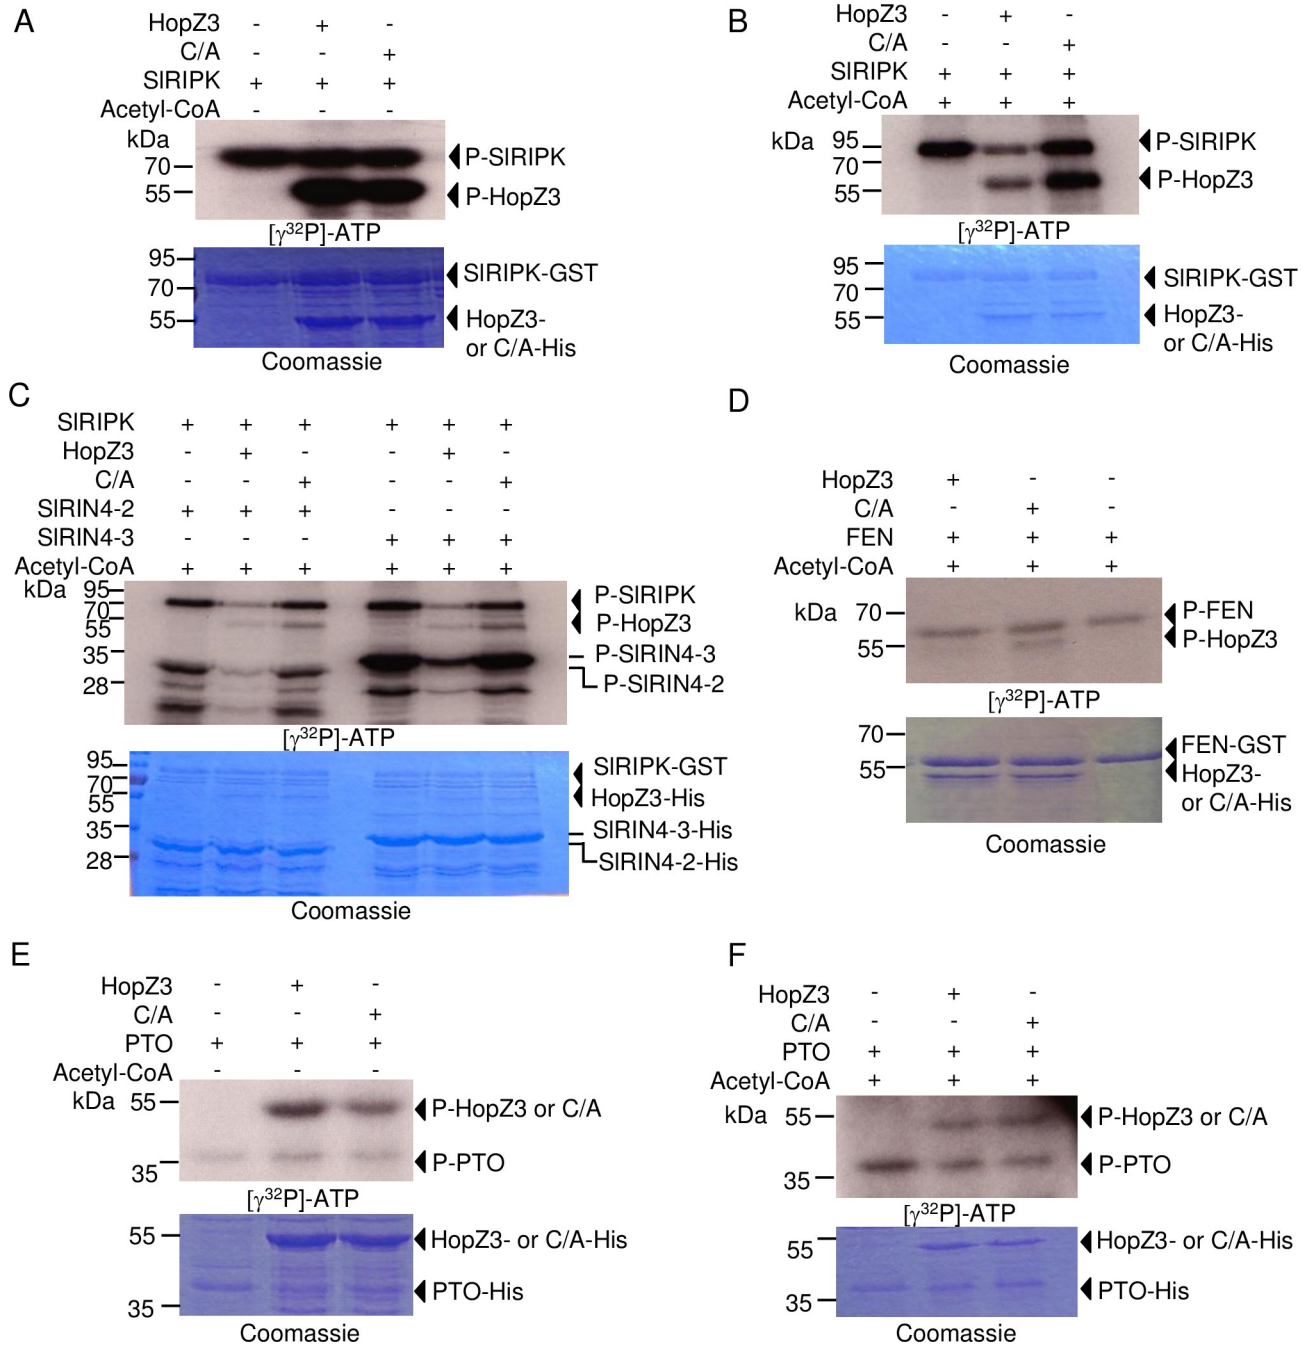 A
HopZ3 - + -
C/A - - +
SlRIPK + + +
Acetyl-CoA - - -
kDa
70
55
P-SlRIPK
P-HopZ3
[γ32P]-ATP
95
70
55
SlRIPK-GST
HopZ3-
or C/A-His
Coomassie
B
HopZ3 - + -
C/A - - +
SlRIPK + + +
Acetyl-CoA + + +
kDa 95
70
55
P-SlRIPK
P-HopZ3
[γ32P]-ATP
95
70
55
SlRIPK-GST
HopZ3-
or C/A-His
Coomassie
C
SlRIPK + + + + + +
HopZ3 - + - - + -
C/A - - + - - +
SlRIN4-2 + + + - - -
SlRIN4-3 - - - + + +
Acetyl-CoA + + + + + +
kDa 95
70
55
35
28
P-SlRIPK
P-HopZ3
P-SlRIN4-3
P-SlRIN4-2
[γ32P]-ATP
95
70
55
35
28
SlRIPK-GST
HopZ3-His
SlRIN4-3-His
SlRIN4-2-His
Coomassie
D
HopZ3 + - -
C/A - + -
FEN + + +
Acetyl-CoA + + +
kDa 70
55
P-FEN
P-HopZ3
[γ32P]-ATP
70
55
FEN-GST
HopZ3-
or C/A-His
Coomassie
E
HopZ3 - + -
C/A - - +
PTO + + +
Acetyl-CoA - - -
kDa 55
35
P-HopZ3 or C/A
P-PTO
[γ32P]-ATP
55
35
HopZ3- or C/A-His
PTO-His
Coomassie
F
HopZ3 - + -
C/A - - +
PTO + + +
Acetyl-CoA + + +
kDa 55
35
P-HopZ3 or C/A
P-PTO
[γ32P]-ATP
55
35
HopZ3- or C/A-His
PTO-His
Coomassie